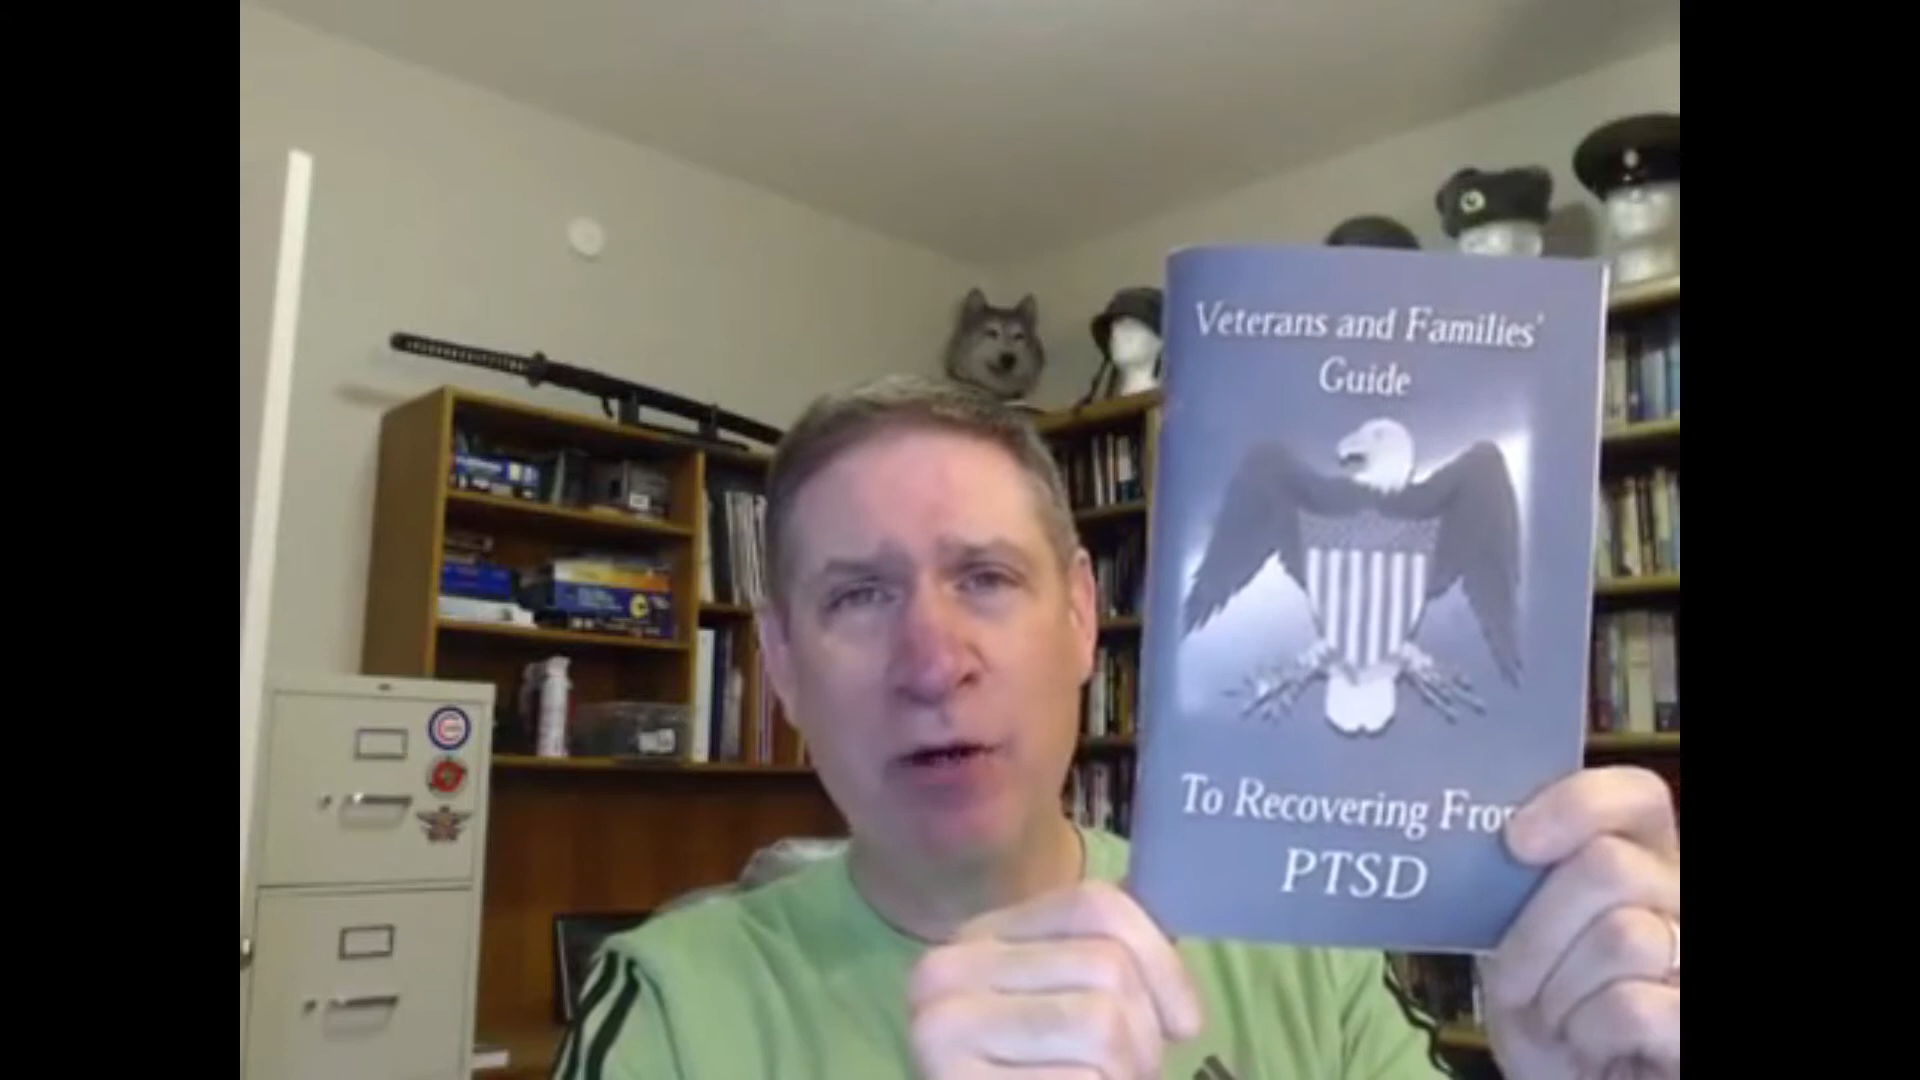 Veterans and Families'
Guide
To Recovering Fro
PTSD